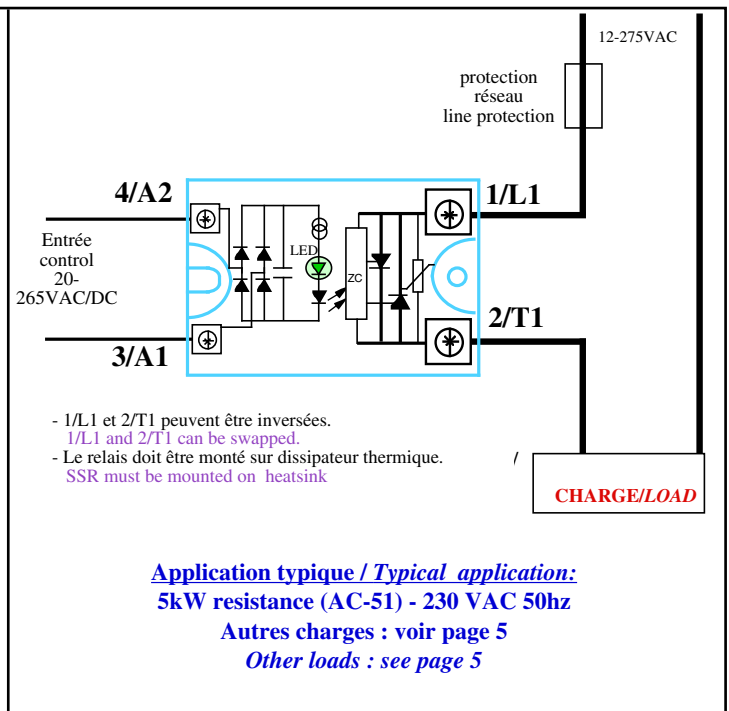 12-275VAC
protection
réseau
line protection
4/A2
1/L1
Entrée
control
20-
265VAC/DC
LED
ZC
2/T1
3/A1
- 1/L1 et 2/T1 peuvent être inversées.
1/L1 and 2/T1 can be swapped.
- Le relais doit être monté sur dissipateur thermique.
SSR must be mounted on heatsink
/
CHARGE/LOAD
Application typique / Typical application:
5kW resistance (AC-51) - 230 VAC 50hz
Autres charges : voir page 5
Other loads : see page 5